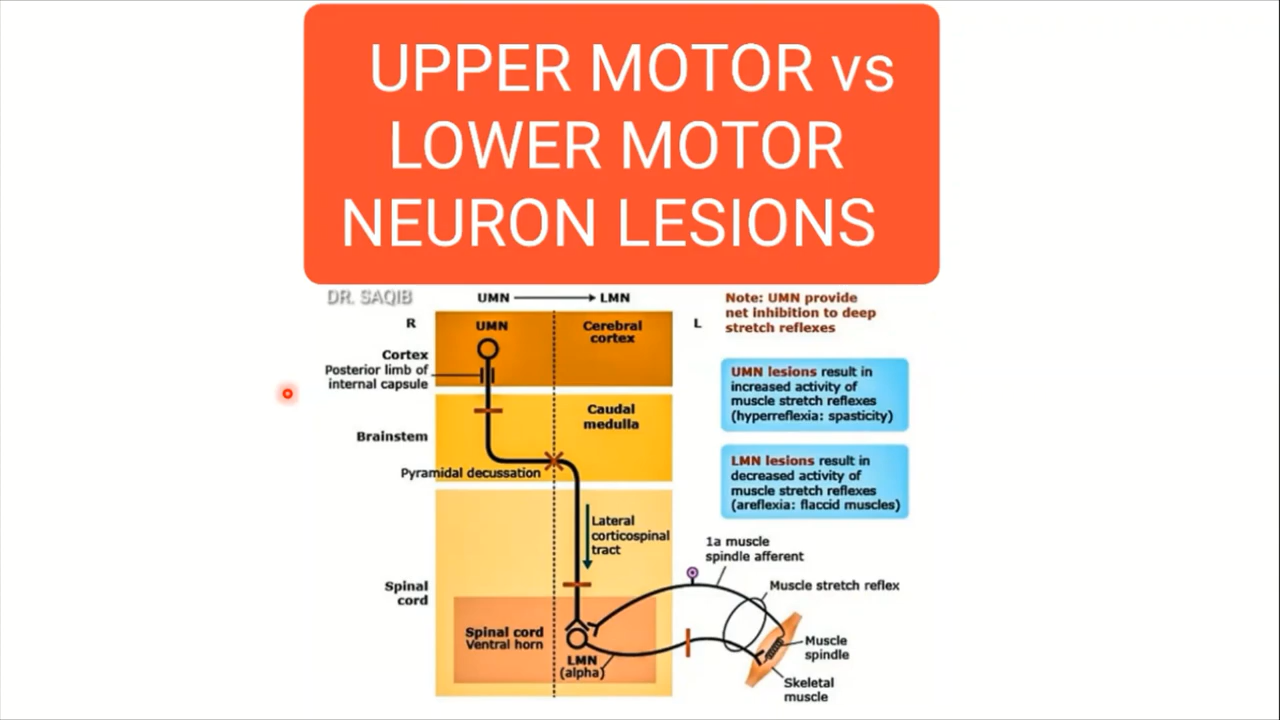 UPPER MOTOR vs
LOWER MOTOR
NEURON LESIONS
DR. SAQIB
UMN
LMN
Note: UMN provide
net inhibition to deep
stretch reflexes
R
UMN
Cerebral
cortex
L
Cortex
Posterior limb of
internal capsule
UMN lesions result in
increased activity of
muscle stretch reflexes
(hyperreflexia: spasticity)
Caudal
medulla
Brainstem
Pyramidal decussation
LMN lesions result in
decreased activity of
muscle stretch reflexes
(areflexia: flaccid muscles)
Lateral
corticospinal
tract
1a muscle
spindle afferent
Spinal
cord
Muscle stretch reflex
Spinal cord
Ventral horn
LMN
(alpha)
Muscle
spindle
Skeletal
muscle